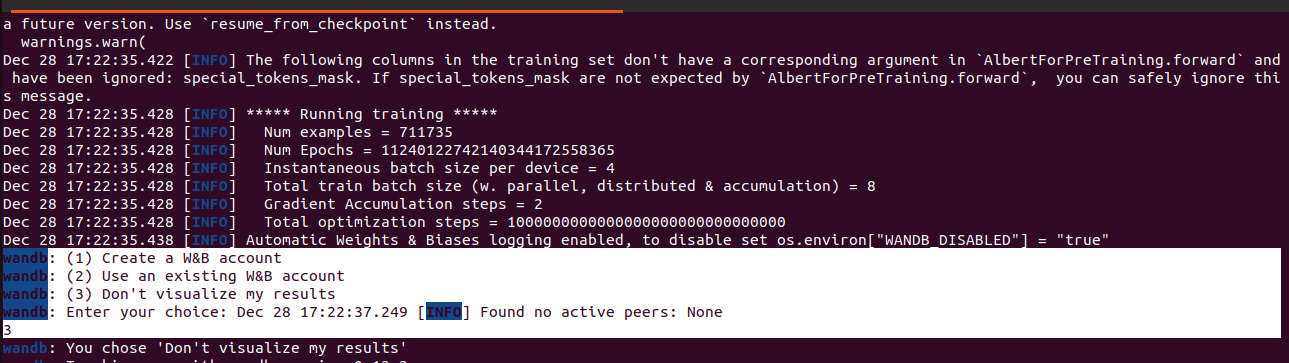 a future version. Use `resume_from_checkpoint` instead.
  warnings.warn(
Dec 28 17:22:35.422 [INFO] The following columns in the training set don't have a corresponding argument in `AlbertForPreTraining.forward` and
 have been ignored: special_tokens_mask. If special_tokens_mask are not expected by `AlbertForPreTraining.forward`,  you can safely ignore thi
s message.
Dec 28 17:22:35.428 [INFO] ***** Running training *****
Dec 28 17:22:35.428 [INFO]   Num examples = 711735
Dec 28 17:22:35.428 [INFO]   Num Epochs = 11240122742140344172558365
Dec 28 17:22:35.428 [INFO]   Instantaneous batch size per device = 4
Dec 28 17:22:35.428 [INFO]   Total train batch size (w. parallel, distributed & accumulation) = 8
Dec 28 17:22:35.428 [INFO]   Gradient Accumulation steps = 2
Dec 28 17:22:35.428 [INFO]   Total optimization steps = 1000000000000000000000000000000
Dec 28 17:22:35.438 [INFO] Automatic Weights & Biases logging enabled, to disable set os.environ["WANDB_DISABLED"] = "true"
wandb: (1) Create a W&B account
wandb: (2) Use an existing W&B account
wandb: (3) Don't visualize my results
wandb: Enter your choice: Dec 28 17:22:37.249 [INFO] Found no active peers: None
3
wandb: You chose 'Don't visualize my results'